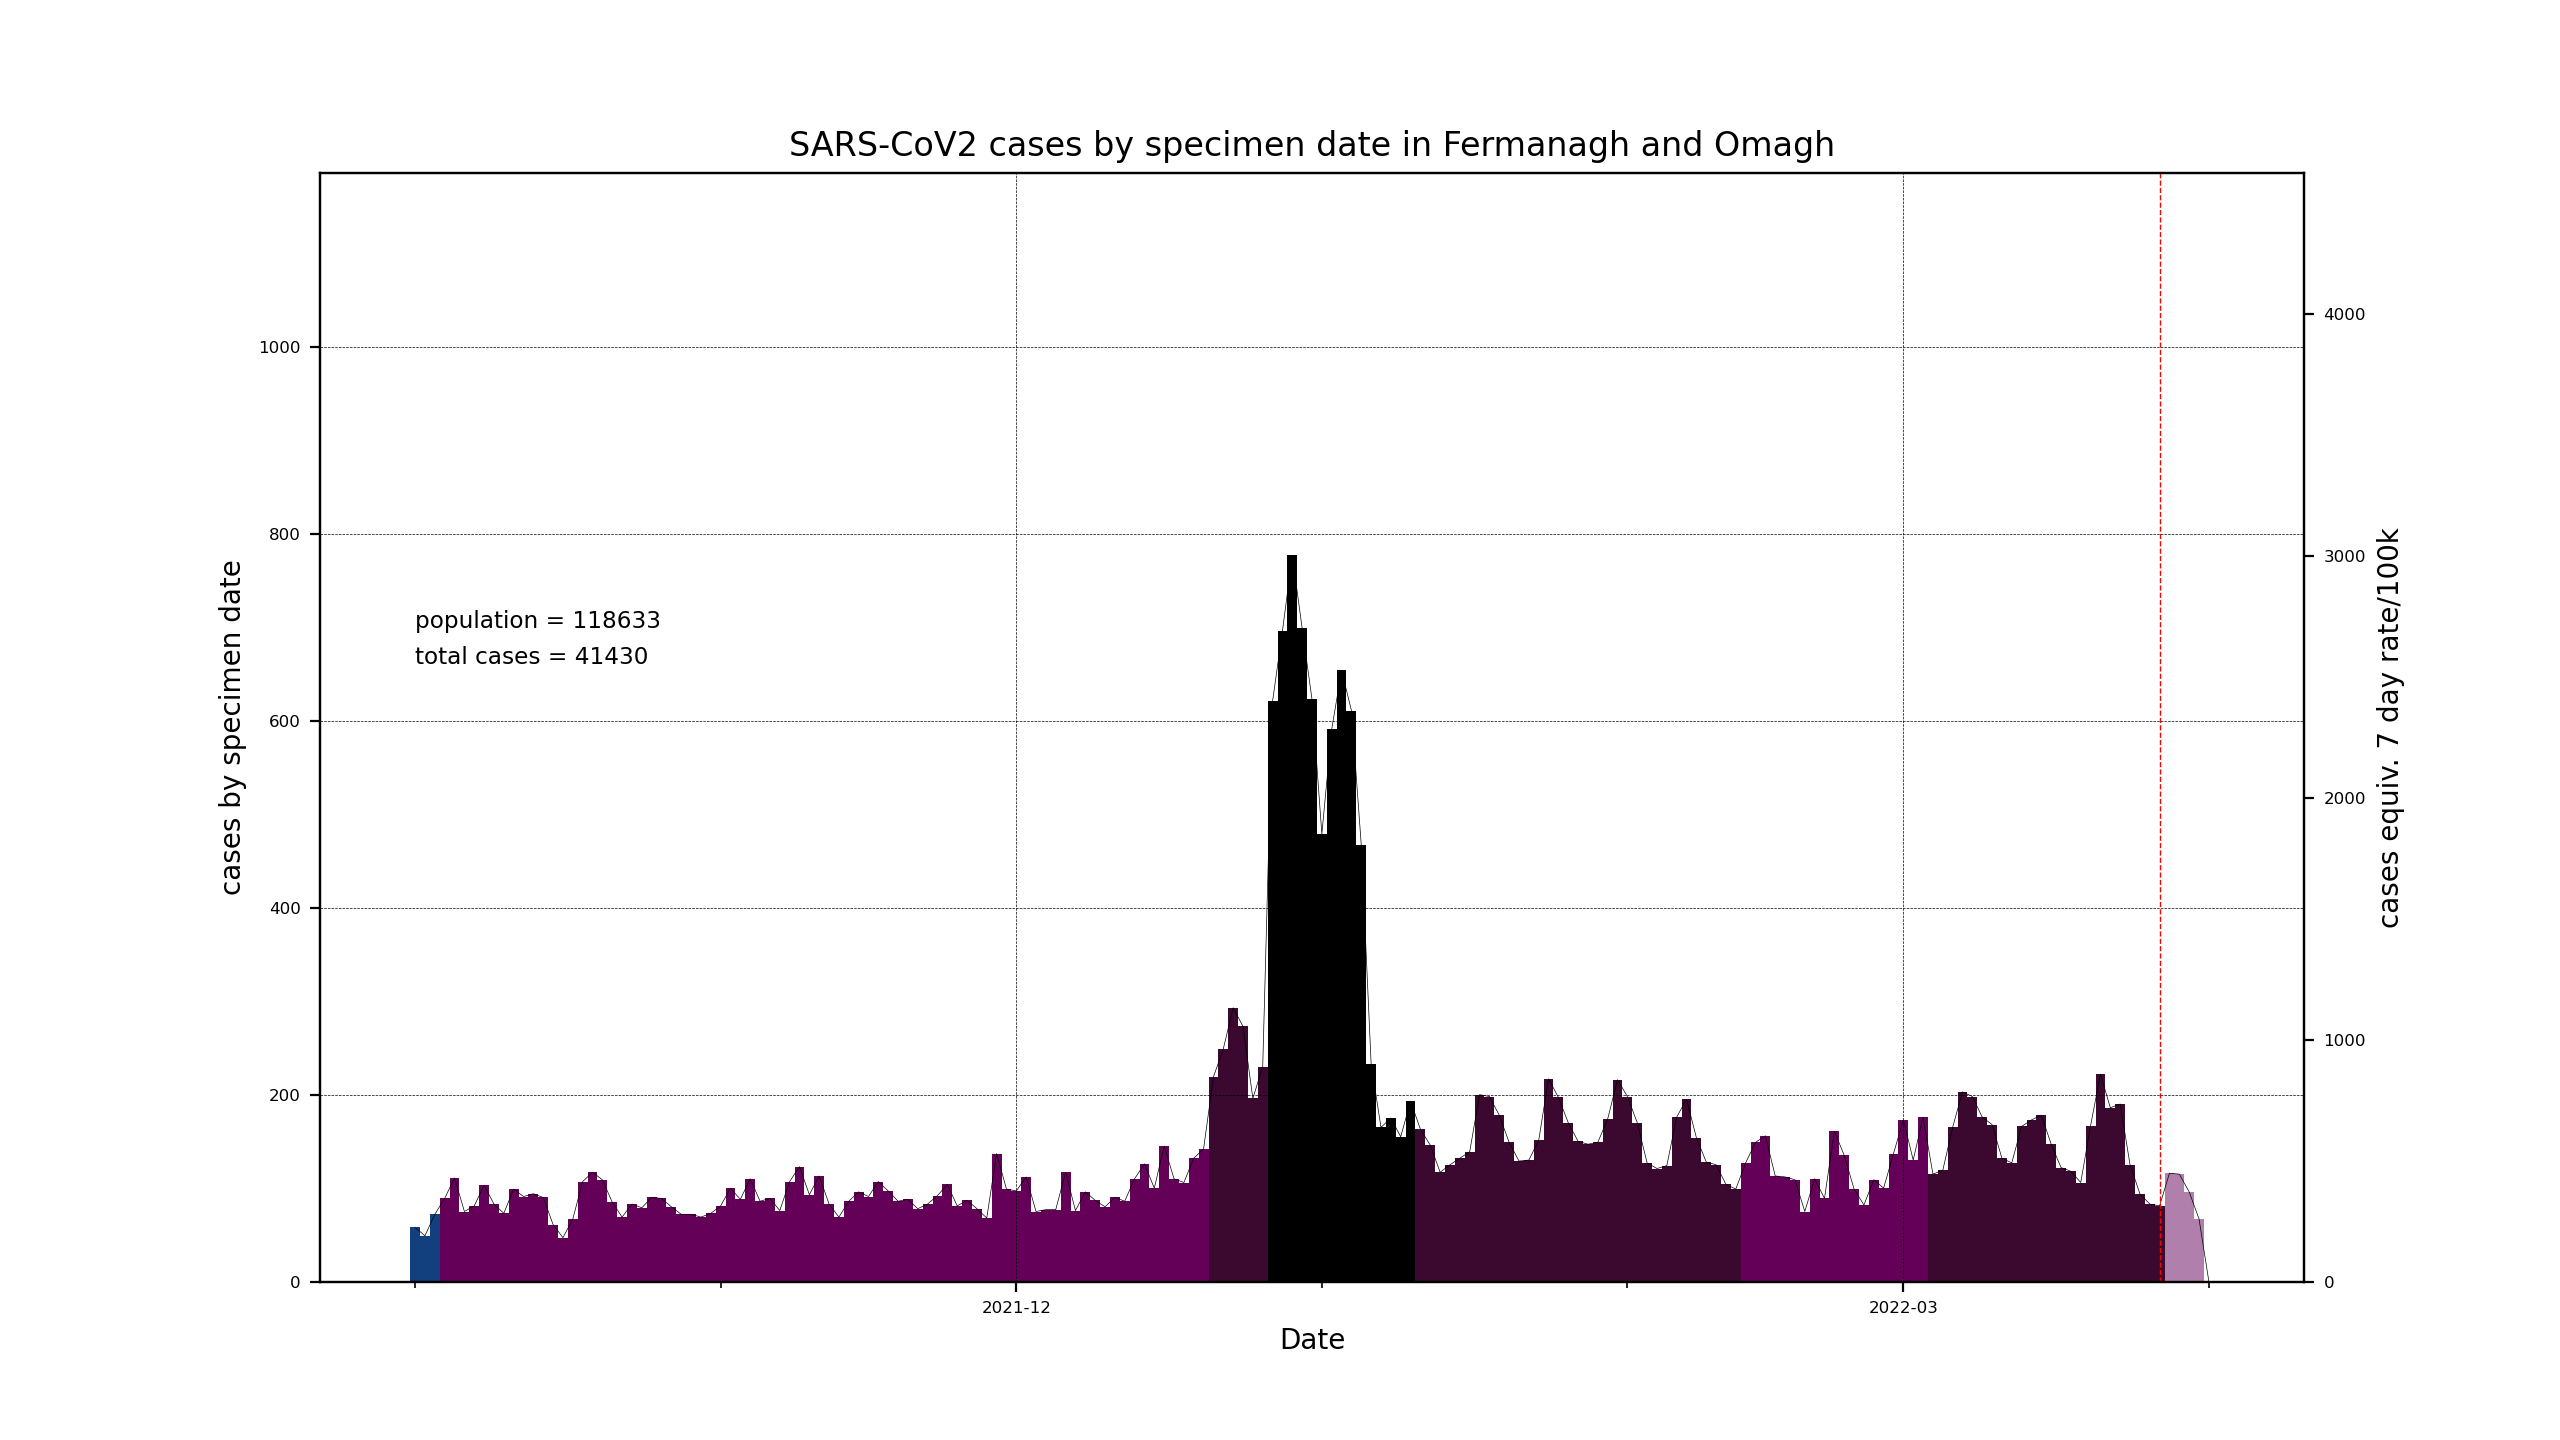 SARS-CoV2 cases by specimen date in Fermanagh and Omagh
cases by specimen date
1000
800
600
400
200
0
population = 118633
total cases = 41430
4000
3000
2000
1000
0
cases equiv. 7 day rate/100k
2021-12
2022-03
Date